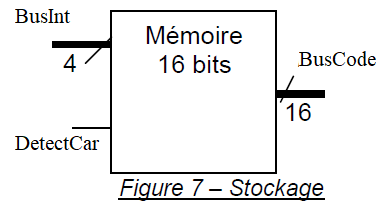 BusInt
Mémoire
16 bits
4
.BusCode
16
DetectCar
Figure 7 – Stockage